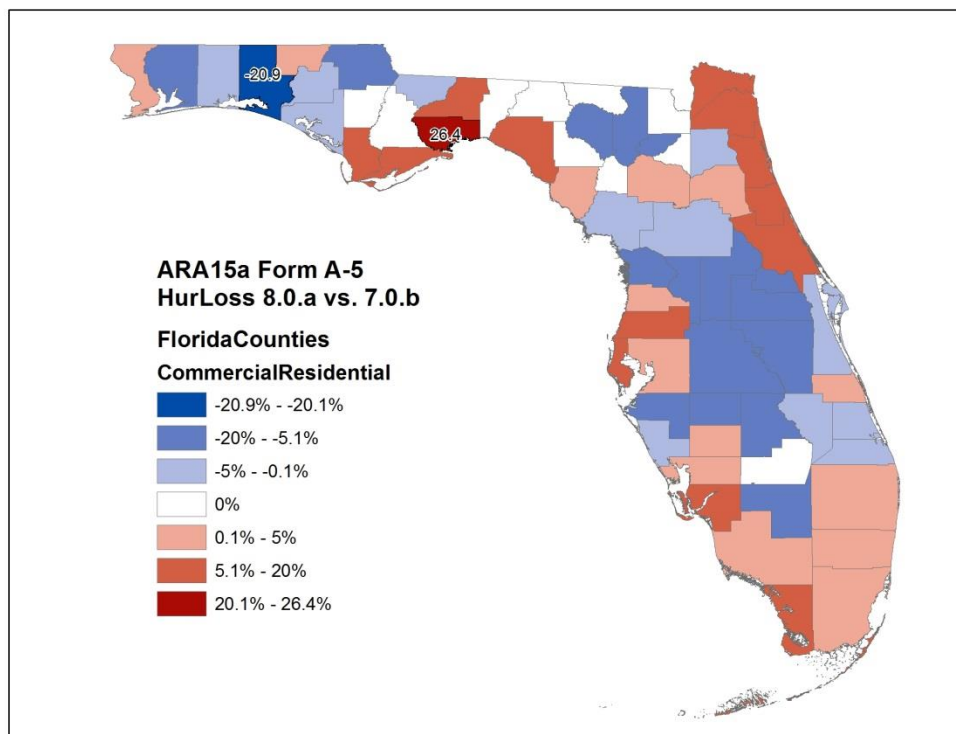 -20.9
26.4
ARA15a Form A-5
HurLoss 8.0.a vs. 7.0.b
FloridaCounties
CommercialResidential
-20.9% - -20.1%
-20% - -5.1%
-5% - -0.1%
0%
0.1% - 5%
5.1% - 20%
20.1% - 26.4%